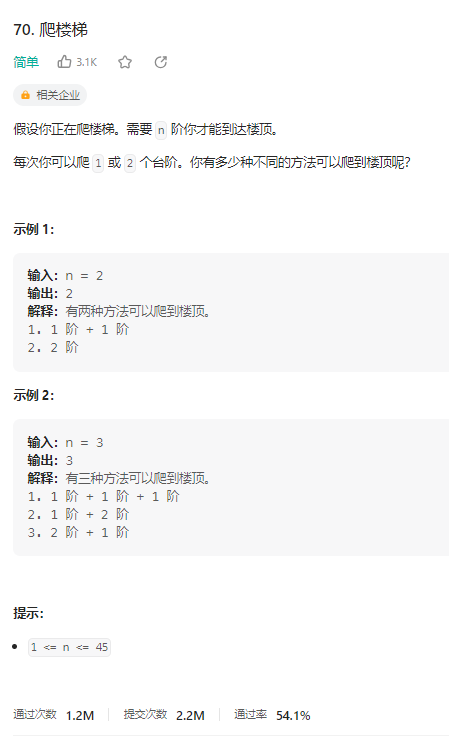 70. 爬楼梯
简单 3.1K
相关企业
假设你正在爬楼梯。需要 n 阶你才能到达楼顶。
每次你可以爬 1 或 2 个台阶。你有多少种不同的方法可以爬到楼顶呢？
示例 1：
输入：n = 2
输出：2
解释：有两种方法可以爬到楼顶。
1. 1 阶 + 1 阶
2. 2 阶
示例 2：
输入：n = 3
输出：3
解释：有三种方法可以爬到楼顶。
1. 1 阶 + 1 阶 + 1 阶
2. 1 阶 + 2 阶
3. 2 阶 + 1 阶
提示：
1 <= n <= 45
通过次数 1.2M 提交次数 2.2M 通过率 54.1%